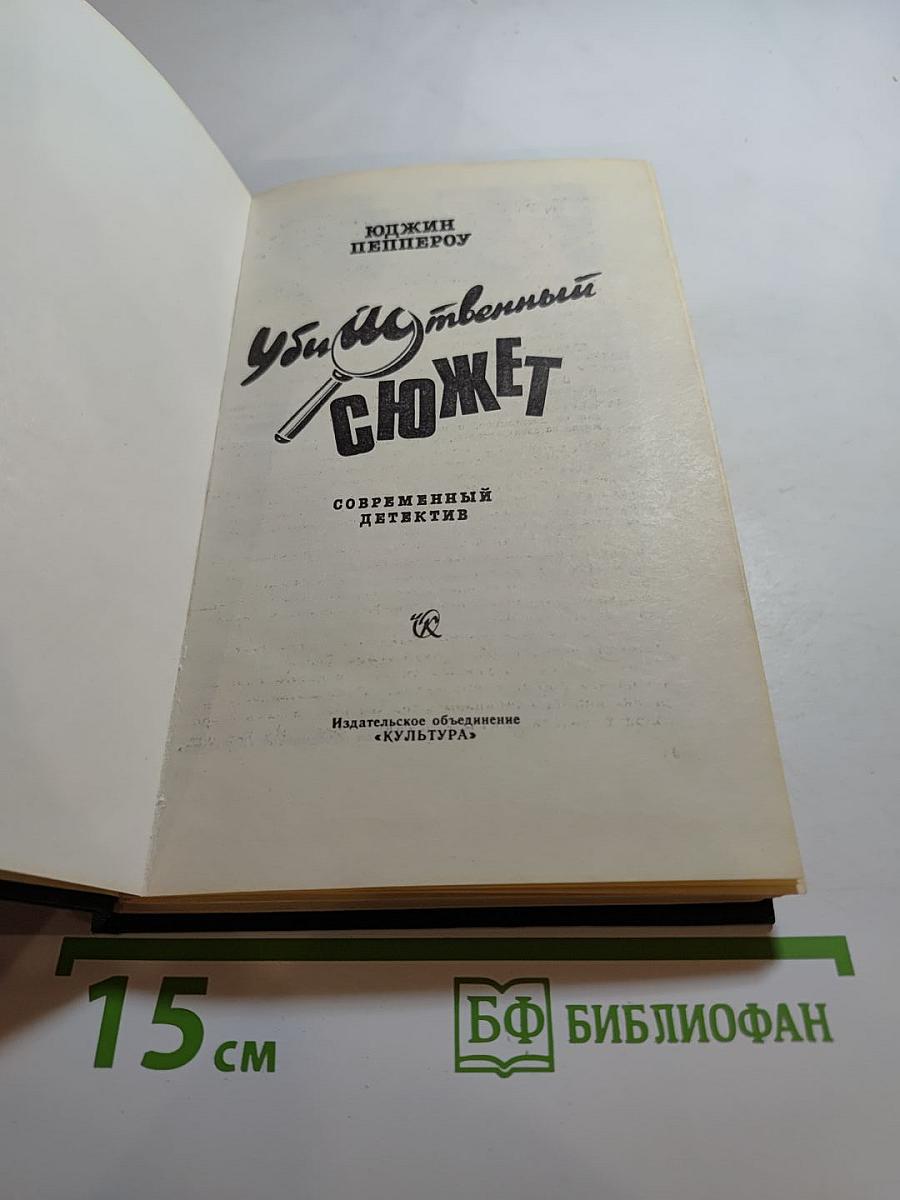 ЮДЖИН
ПЕППЕРОУ
Убийственный
СЮЖЕТ
СОВРЕМЕННЫЙ
ДЕТЕКТИВ
Издательское объединение
«КУЛЬТУРА»
15 см
БФ БИБЛИОФАН